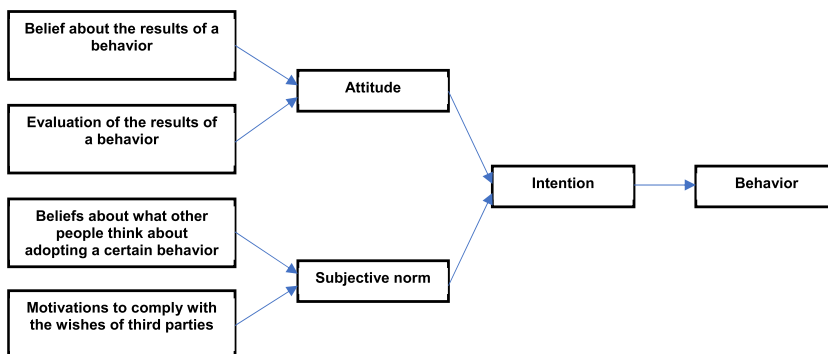 Belief about the results of a
behavior
Evaluation of the results of
a behavior
Attitude
Beliefs about what other
people think about
adopting a certain behavior
Motivations to comply with
the wishes of third parties
Subjective norm
Intention
Behavior